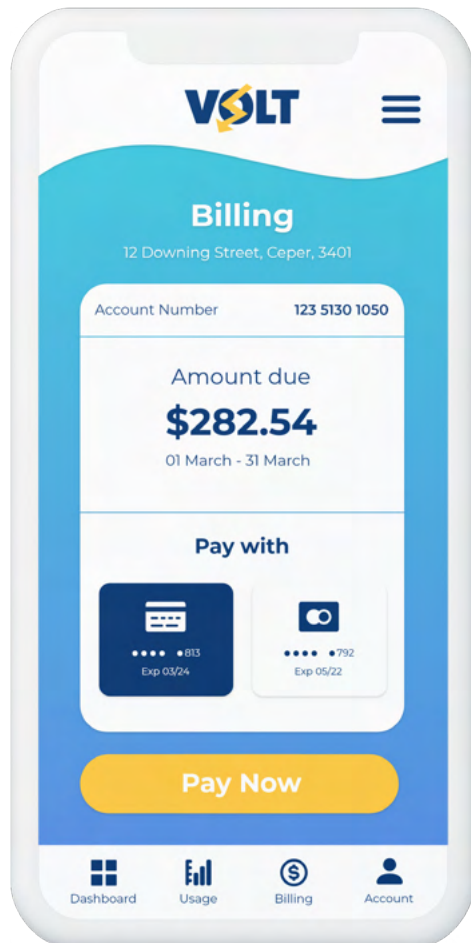 VOLT
Billing
12 Downing Street, Ceper, 3401
Account Number 123 5130 1050
Amount due
$282.54
01 March - 31 March
Pay with
•••• •813 •••• •792
Exp 03/24 Exp 05/22
Pay Now
Dashboard Usage Billing Account